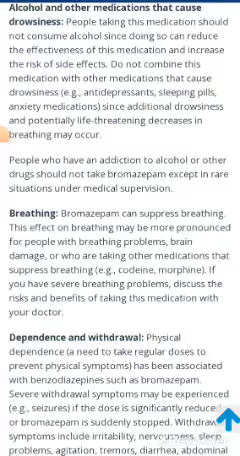 Alcohol and other medications that cause
drowsiness: People taking this medication should
not consume alcohol since doing so can reduce
the effectiveness of this medication and increase
the risk of side effects. Do not combine this
medication with other medications that cause
drowsiness (e.g., antidepressants, sleeping pills,
anxiety medications) since additional drowsiness
and potentially life-threatening decreases in
breathing may occur.
People who have an addiction to alcohol or other
drugs should not take bromazepam except in rare
situations under medical supervision.
Breathing: Bromazepam can suppress breathing.
This effect on breathing may be more pronounced
for people with breathing problems, brain
damage, or who are taking other medications that
suppress breathing (e.g., codeine, morphine). If
you have severe breathing problems, discuss the
risks and benefits of taking this medication with
your doctor.
Dependence and withdrawal: Physical
dependence (a need to take regular doses to
prevent physical symptoms) has been associated
with benzodiazepines such as bromazepam.
Severe withdrawal symptoms may be experienced
(e.g., seizures) if the dose is significantly reduced
or bromazepam is suddenly stopped. Withdraw
symptoms include irritability, nervousness, sleep
problems, agitation, tremors, diarrhea, abdominal